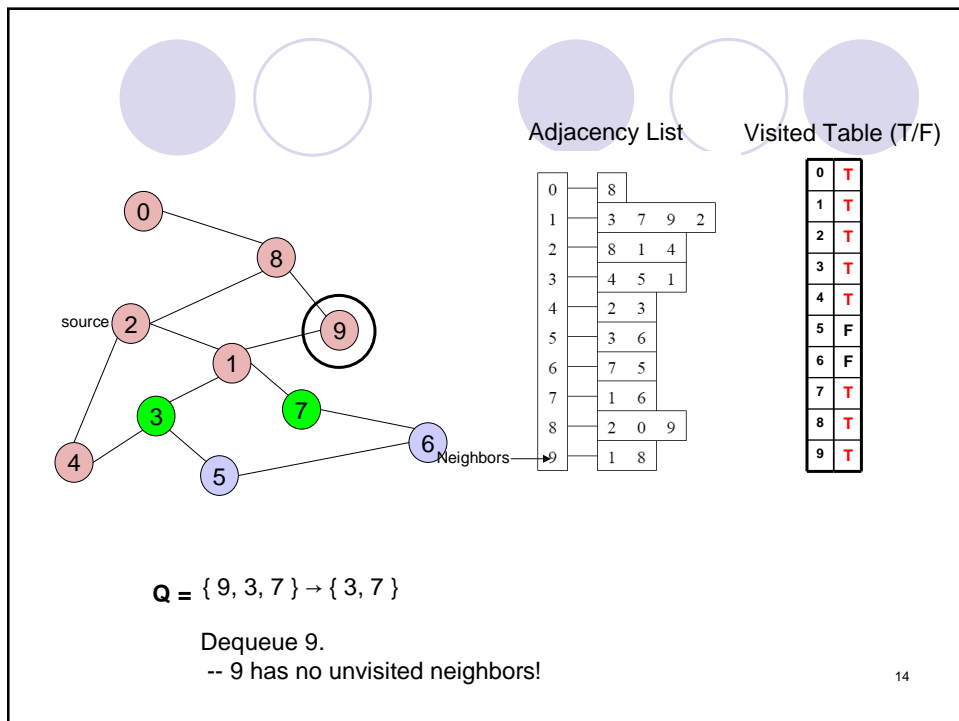 Adjacency List
Visited Table (T/F)
0
8
source
2
9
1
3
7
6
4
5
Neighbors
0 8
1 3 7 9 2
2 8 1 4
3 4 5 1
4 2 3
5 3 6
6 7 5
7 1 6
8 2 0 9
9 1 8
0 T
1 T
2 T
3 T
4 T
5 F
6 F
7 T
8 T
9 T
Q = { 9, 3, 7 } → { 3, 7 }
Dequeue 9.
-- 9 has no unvisited neighbors!
14